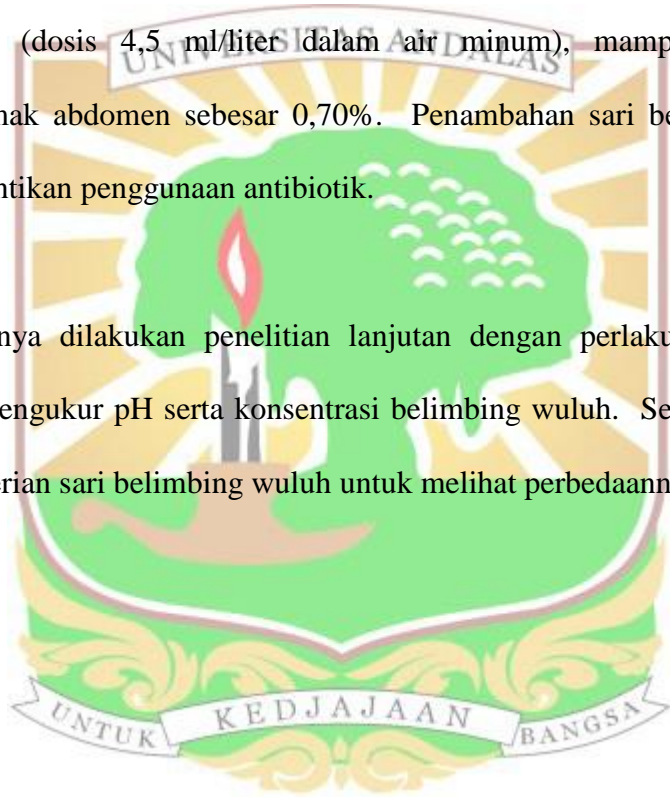 (dosis 4,5 ml/liter dalam air minum), mamp
UNIVERSITAS ANDALAS
nak abdomen sebesar 0,70%. Penambahan sari be
ntikan penggunaan antibiotik.
nya dilakukan penelitian lanjutan dengan perlaku
mengukur pH serta konsentrasi belimbing wuluh. Se
erian sari belimbing wuluh untuk melihat perbedaann
UNTUK KEDJAJAAN BANGSA